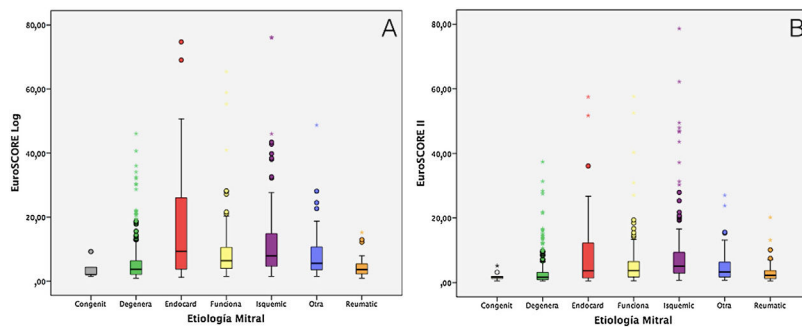 A
80,00
60,00
40,00
20,00
,00
EuroSCORE Log
Congenit Degenera Endocard Funciona Isquemic Otra Reumatic
Etiología Mitral
B
80,00
60,00
40,00
20,00
,00
EuroSCORE II
Congenit Degenera Endocard Funciona Isquemic Otra Reumatic
Etiología Mitral